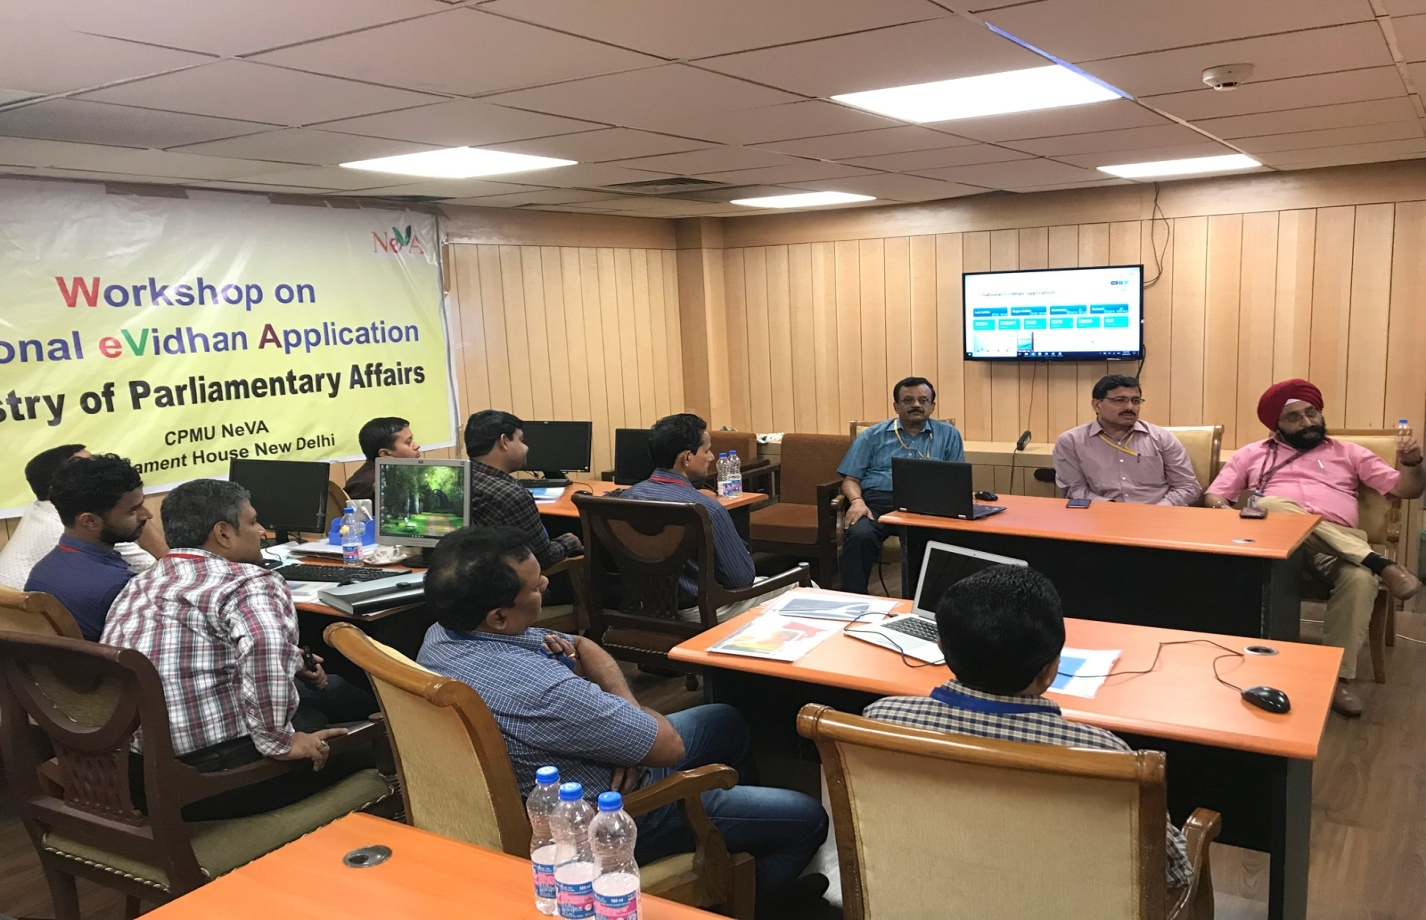 NeVA
Workshop on
onal eVidhan Application
stry of Parliamentary Affairs
CPMU NeVA
ament House New Delhi